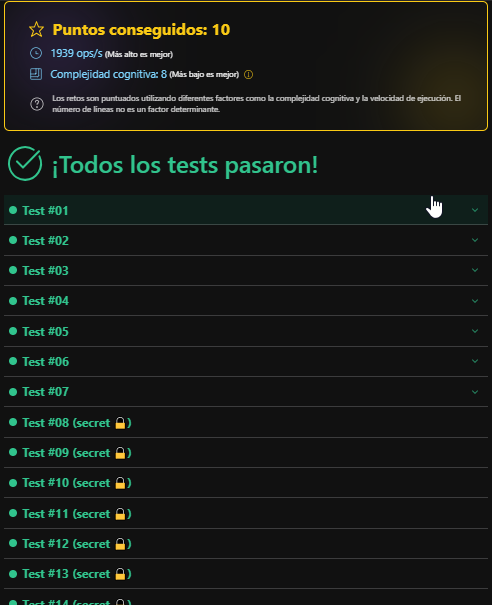 Puntos conseguidos: 10
1939 ops/s (Más alto es mejor)
Complejidad cognitiva: 8 (Más bajo es mejor)
Los retos son puntuados utilizando diferentes factores como la complejidad cognitiva y la velocidad de ejecución. El
número de líneas no es un factor determinante.
¡Todos los tests pasaron!
Test #01
Test #02
Test #03
Test #04
Test #05
Test #06
Test #07
Test #08 (secret 🔒)
Test #09 (secret 🔒)
Test #10 (secret 🔒)
Test #11 (secret 🔒)
Test #12 (secret 🔒)
Test #13 (secret 🔒)
Test #14 (secret 🔒)